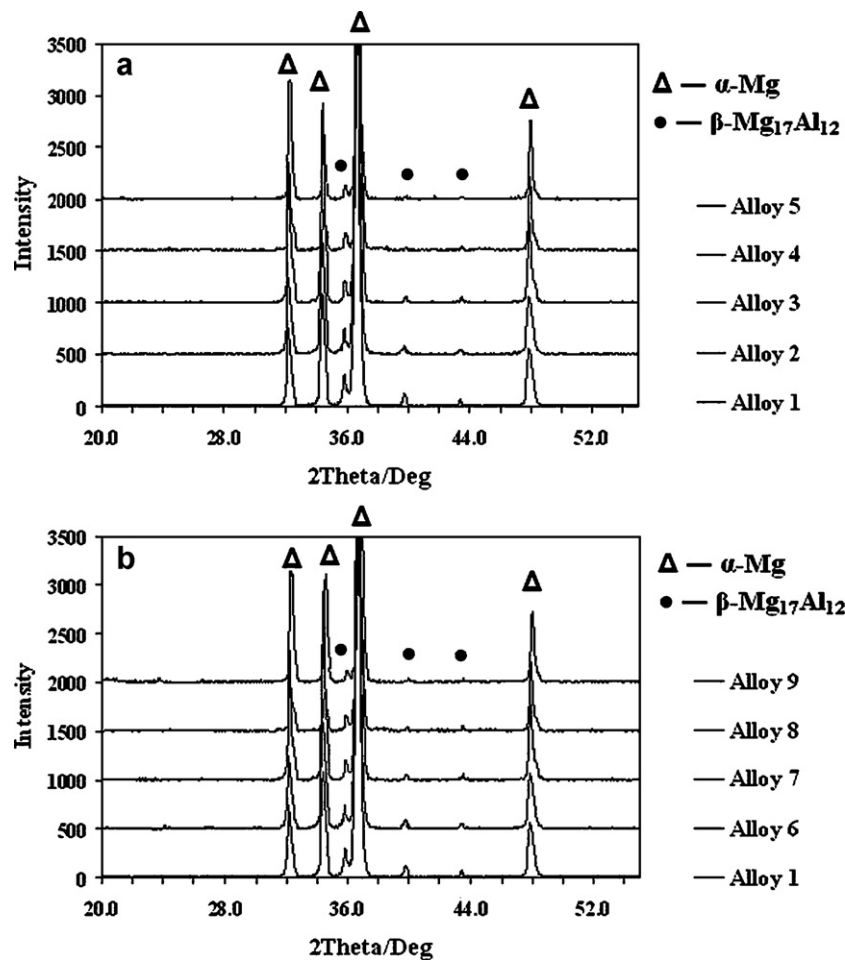 Δ
3500
a
Δ
Δ — α-Mg
3000
Δ
Δ
● — β-Mg₁₇Al₁₂
2500
2000
Alloy 5
Intensity
1500
Alloy 4
1000
Alloy 3
500
Alloy 2
0
Alloy 1
20.0 28.0 36.0 44.0 52.0
2Theta/Deg
Δ
3500
b
Δ
Δ
Δ — α-Mg
3000
Δ
● — β-Mg₁₇Al₁₂
2500
2000
Alloy 9
Intensity
1500
Alloy 8
1000
Alloy 7
500
Alloy 6
0
Alloy 1
20.0 28.0 36.0 44.0 52.0
2Theta/Deg